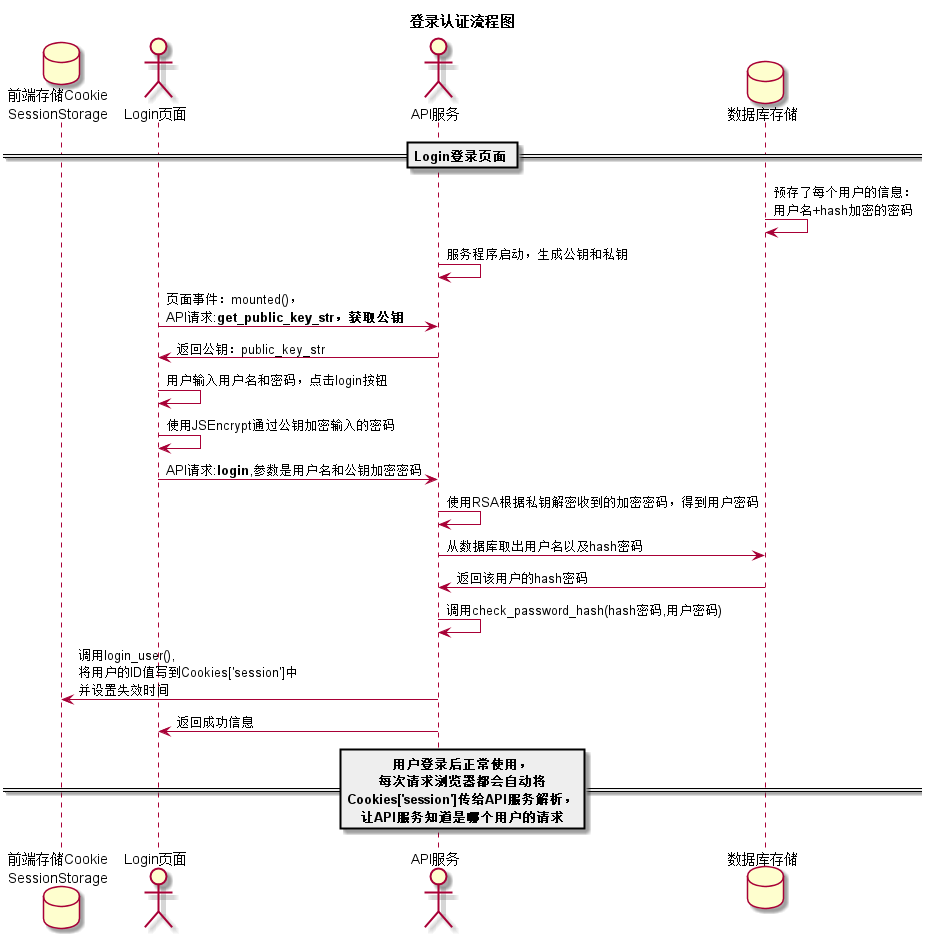 登录认证流程图
前端存储Cookie
SessionStorage
Login页面
API服务
数据库存储
Login登录页面
预存了每个用户的信息：
用户名+hash加密的密码
服务程序启动，生成公钥和私钥
页面事件：mounted()，
API请求:get_public_key_str，获取公钥
返回公钥：public_key_str
用户输入用户名和密码，点击login按钮
使用JSEncrypt通过公钥加密输入的密码
API请求:login,参数是用户名和公钥加密密码
使用RSA根据私钥解密收到的加密密码，得到用户密码
从数据库取出用户名以及hash密码
返回该用户的hash密码
调用check_password_hash(hash密码,用户密码)
调用login_user(),
将用户的ID值写到Cookies['session']中
并设置失效时间
返回成功信息
用户登录后正常使用，
每次请求浏览器都会自动将
Cookies['session']传给API服务解析，
让API服务知道是哪个用户的请求
前端存储Cookie
SessionStorage
Login页面
API服务
数据库存储